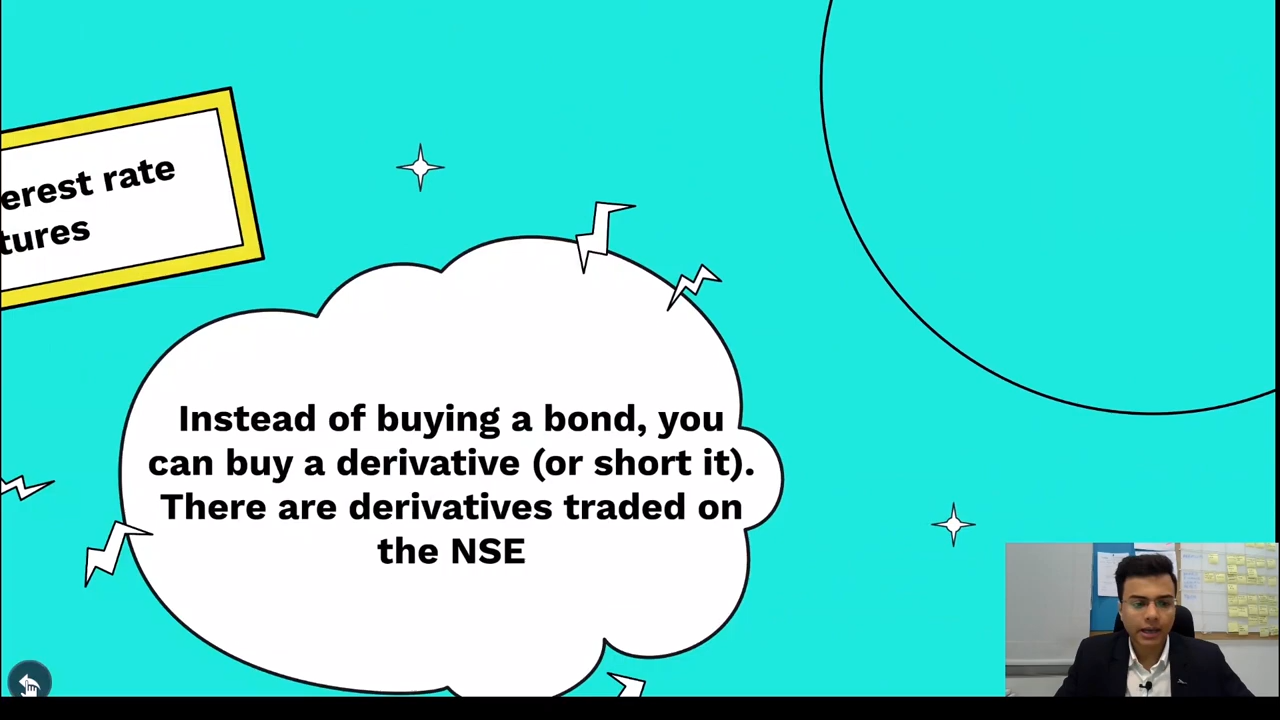 erest rate
tures
Instead of buying a bond, you
can buy a derivative (or short it).
There are derivatives traded on
the NSE